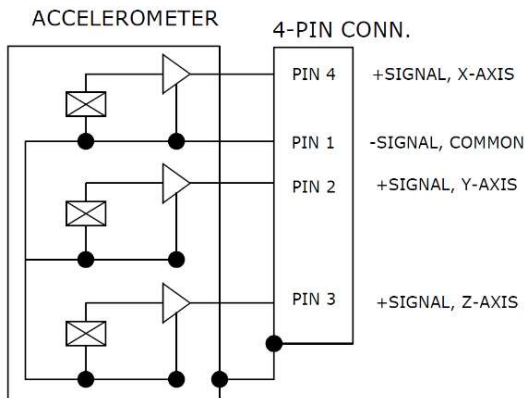 ACCELEROMETER
4-PIN CONN.
PIN 4 +SIGNAL, X-AXIS
PIN 1 -SIGNAL, COMMON
PIN 2 +SIGNAL, Y-AXIS
PIN 3 +SIGNAL, Z-AXIS